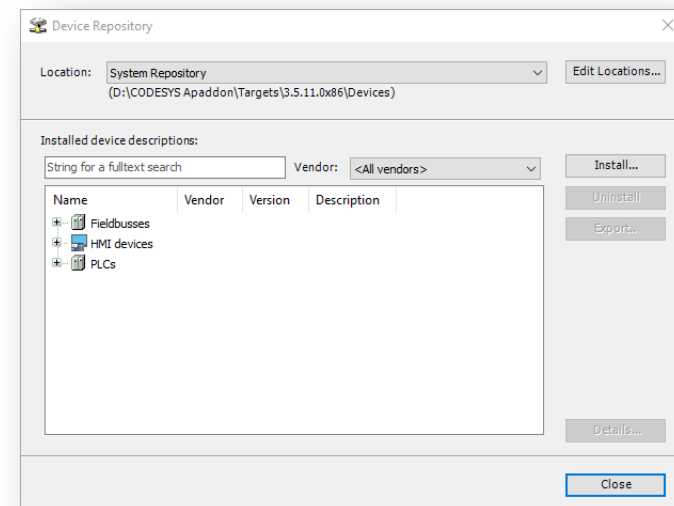 Device Repository
Location: System Repository Edit Locations...
(D:\CODESYS Apaddon\Targets\3.5.11.0x86\Devices)
Installed device descriptions:
String for a fulltext search Vendor: <All vendors> Install...
Name Vendor Version Description Uninstall
Fieldbusses Export...
HMI devices
PLCs
Details...
Close